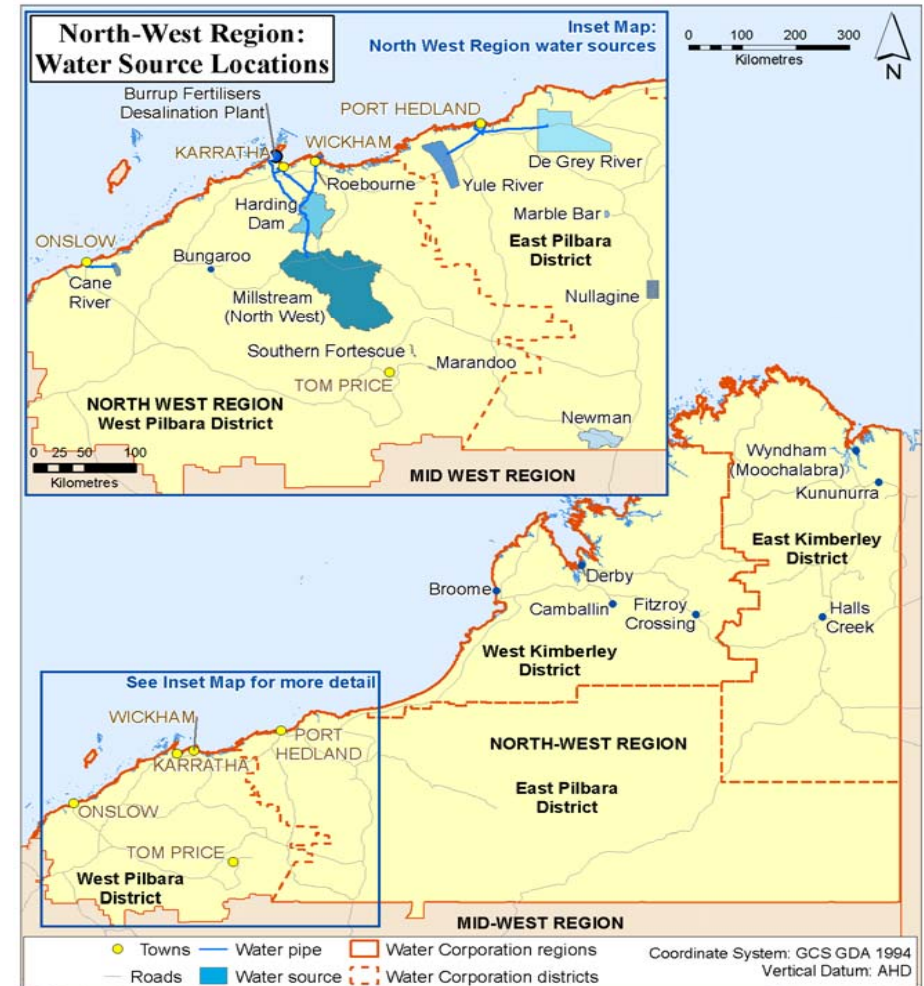 North-West Region:
Water Source Locations
Inset Map:
North West Region water sources
0 100 200 300
Kilometres
N
Burrup Fertilisers
Desalination Plant
PORT HEDLAND
KARRATHA
WICKHAM
De Grey River
Roebourne
Yule River
Harding
Dam
Marble Bar
ONSLOW
East Pilbara
District
Bungaroo
Cane
River
Millstream
(North West)
Nullagine
Southern Fortescue
Marandoo
TOM PRICE
NORTH WEST REGION
West Pilbara District
Newman
0 25 50 100
Kilometres
MID WEST REGION
Wyndham
(Moochalabra)
Kununurra
East Kimberley
District
Derby
Broome
Camballin
Fitzroy
Crossing
Halls
Creek
West Kimberley
District
See Inset Map for more detail
WICKHAM
PORT
HEDLAND
KARRATHA
NORTH-WEST REGION
East Pilbara
District
ONSLOW
TOM PRICE
West Pilbara
District
MID-WEST REGION
Towns
Water pipe
Water Corporation regions
Coordinate System: GCS GDA 1994
Roads
Water source
Water Corporation districts
Vertical Datum: AHD